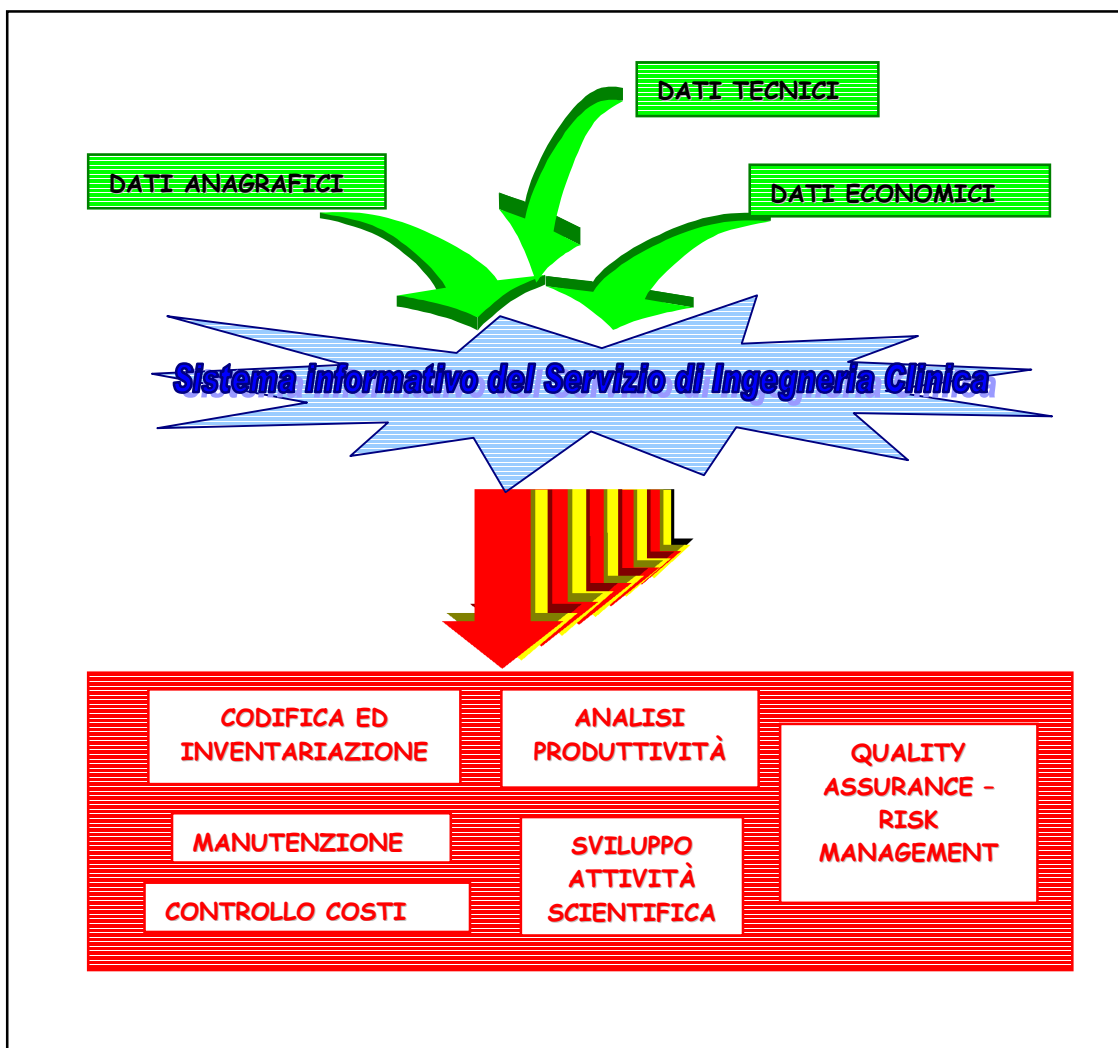 DATI TECNICI
DATI ANAGRAFICI
DATI ECONOMICI
Sistema informativo del Servizio di Ingegneria Clinica
CODIFICA ED
INVENTARIAZIONE
ANALISI
PRODUTTIVITÀ
QUALITY
ASSURANCE –
RISK
MANAGEMENT
MANUTENZIONE
SVILUPPO
ATTIVITÀ
SCIENTIFICA
CONTROLLO COSTI